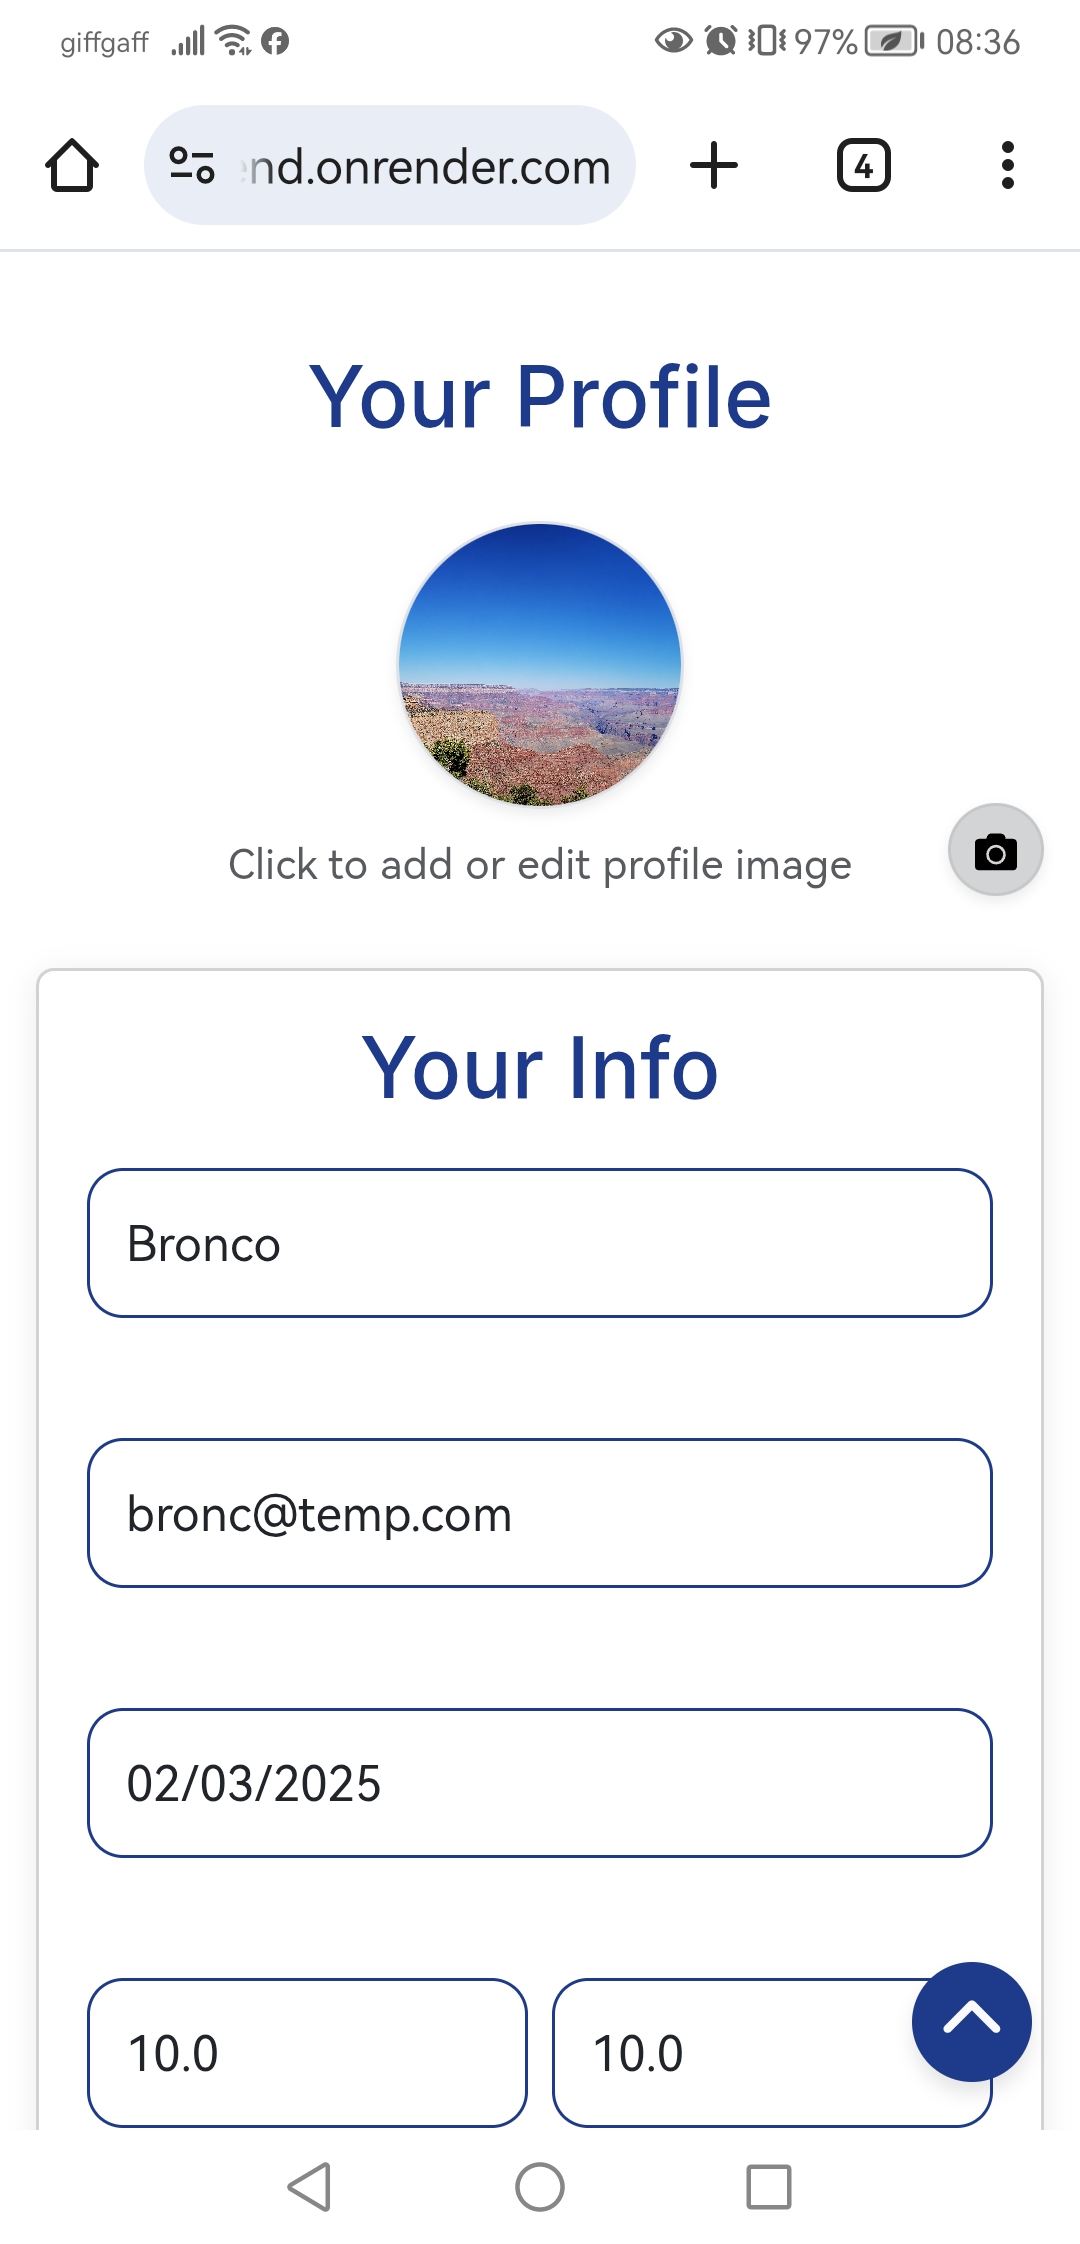 giffgaff 97% 08:36
nd.onrender.com 4
Your Profile
Click to add or edit profile image
Your Info
Bronco
bronc@temp.com
02/03/2025
10.0 10.0